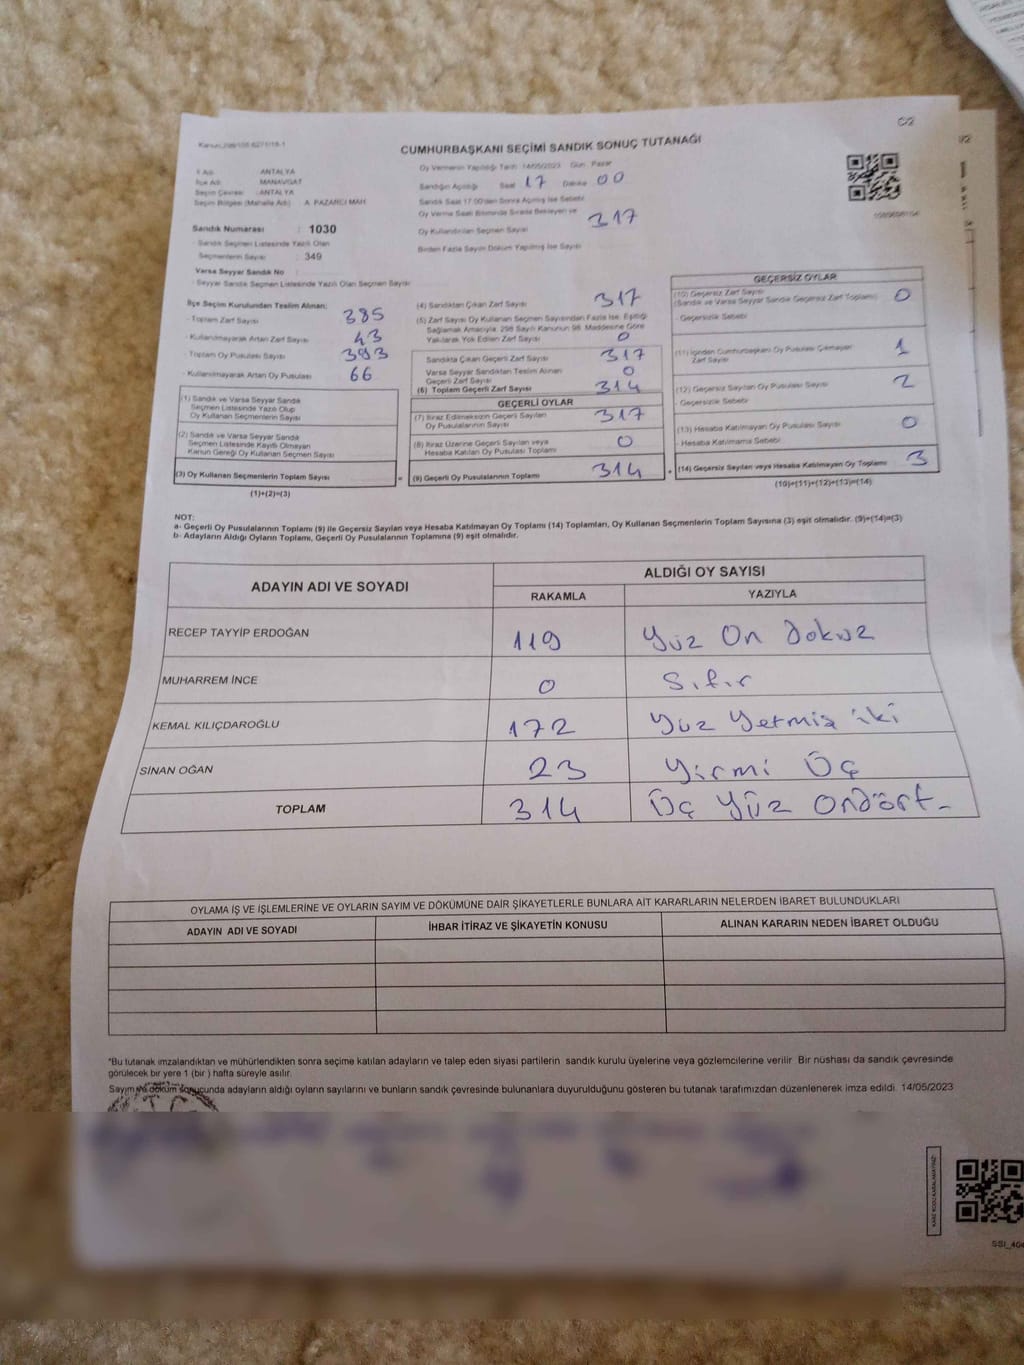 C/2
CUMHURBAŞKANI SEÇİMİ SANDIK SONUÇ TUTANAĞI
İl Adı : ANTALYA
İlçe Adı : MANAVGAT
Seçim Çevresi : ANTALYA
Seçim Bölgesi (Mahalle Adı) : A. PAZARCI MAH
Sandık Numarası : 1030
Sandık Seçmen Listesinde Yazılı Olan
Seçmenlerin Sayısı : 349
Varsa Seyyar Sandık No
Seyyar Sandık Seçmen Listesinde Yazılı Olan Seçmen Sayısı
Oy Vermenin Yapıldığı Tarih 14/05/2023 Gün Pazar
Sandığın Açıldığı Saat 17 Dakika 00
Sandık Saat 17.00'den Sonra Açılmış İse Sebebi
Oy Verme Saati Bitiminde Sırada Bekleyen ve
Oy Kullandırılan Seçmen Sayısı 317
Birden Fazla Sayım Döküm Yapılmış İse Sayısı
İlçe Seçim Kurulundan Teslim Alınan;
- Toplam Zarf Sayısı 385
- Kullanılmayarak Artan Zarf Sayısı 43
- Toplam Oy Pusulası Sayısı 393
- Kullanılmayarak Artan Oy Pusulası 66
(1) Sandık ve Varsa Seyyar Sandık
Seçmen Listesinde Yazılı Olup
Oy Kullanan Seçmenlerin Sayısı
(2) Sandık ve Varsa Seyyar Sandık
Seçmen Listesinde Kayıtlı Olmayan
Kanun Gereği Oy Kullanan Seçmen Sayısı
(3) Oy Kullanan Seçmenlerin Toplam Sayısı
(1)+(2)=(3)
(4) Sandıktan Çıkan Zarf Sayısı 317
(5) Zarf Sayısı Oy Kullanan Seçmen Sayısından Fazla İse, Eşitliği
Sağlamak Amacıyla, 298 Sayılı Kanunun 98. Maddesine Göre
Yakılarak Yok Edilen Zarf Sayısı 0
Sandıkta Çıkan Geçerli Zarf Sayısı 317
Varsa Seyyar Sandıktan Teslim Alınan
Geçerli Zarf Sayısı 0
(6) Toplam Geçerli Zarf Sayısı 314
GEÇERLİ OYLAR
(7) İtiraz Edilmeksizin Geçerli Sayılan
Oy Pusulalarının Sayısı 317
(8) İtiraz Üzerine Geçerli Sayılan veya
Hesaba Katılan Oy Pusulası Toplamı 0
= (9) Geçerli Oy Pusulalarının Toplamı 314
GEÇERSİZ OYLAR
(10) Geçersiz Zarf Sayısı
(Sandık ve Varsa Seyyar Sandık Geçersiz Zarf Toplamı) 0
- Geçersizlik Sebebi
(11) İçinden Cumhurbaşkanı Oy Pusulası Çıkmayan
Zarf Sayısı 1
(12) Geçersiz Sayılan Oy Pusulası Sayısı 2
- Geçersizlik Sebebi
(13) Hesaba Katılmayan Oy Pusulası Sayısı 0
- Hesaba Katılmama Sebebi
+ (14) Geçersiz Sayılan veya Hesaba Katılmayan Oy Toplamı 3
(10)+(11)+(12)+(13)=(14)
NOT:
a- Geçerli Oy Pusulalarının Toplamı (9) ile Geçersiz Sayılan veya Hesaba Katılmayan Oy Toplamı (14) Toplamları, Oy Kullanan Seçmenlerin Toplam Sayısına (3) eşit olmalıdır. (9)+(14)=(3)
b- Adayların Aldığı Oyların Toplamı, Geçerli Oy Pusulalarının Toplamına (9) eşit olmalıdır.
ADAYIN ADI VE SOYADI ALDIĞI OY SAYISI
RAKAMLA YAZIYLA
RECEP TAYYİP ERDOĞAN 119 Yüz On dokuz
MUHARREM İNCE 0 Sıfır
KEMAL KILIÇDAROĞLU 172 Yüz Yetmiş iki
SİNAN OĞAN 23 Yirmi Üç
TOPLAM 314 Üç Yüz Ondört-
OYLAMA İŞ VE İŞLEMLERİNE VE OYLARIN SAYIM VE DÖKÜMÜNE DAİR ŞİKAYETLERLE BUNLARA AİT KARARLARIN NELERDEN İBARET BULUNDUKLARI
ADAYIN ADI VE SOYADI İHBAR İTİRAZ VE ŞİKAYETİN KONUSU ALINAN KARARIN NEDEN İBARET OLDUĞU
*Bu tutanak imzalandıktan ve mühürlendikten sonra seçime katılan adayların ve talep eden siyasi partilerin sandık kurulu üyelerine veya gözlemcilerine verilir Bir nüshası da sandık çevresinde
görülecek bir yere 1 (bir ) hafta süreyle asılır.
Sayım ve döküm sonucunda adayların aldığı oyların sayılarını ve bunların sandık çevresinde bulunanlara duyurulduğunu gösteren bu tutanak tarafımızdan düzenlenerek imza edildi. 14/05/2023
T.C.